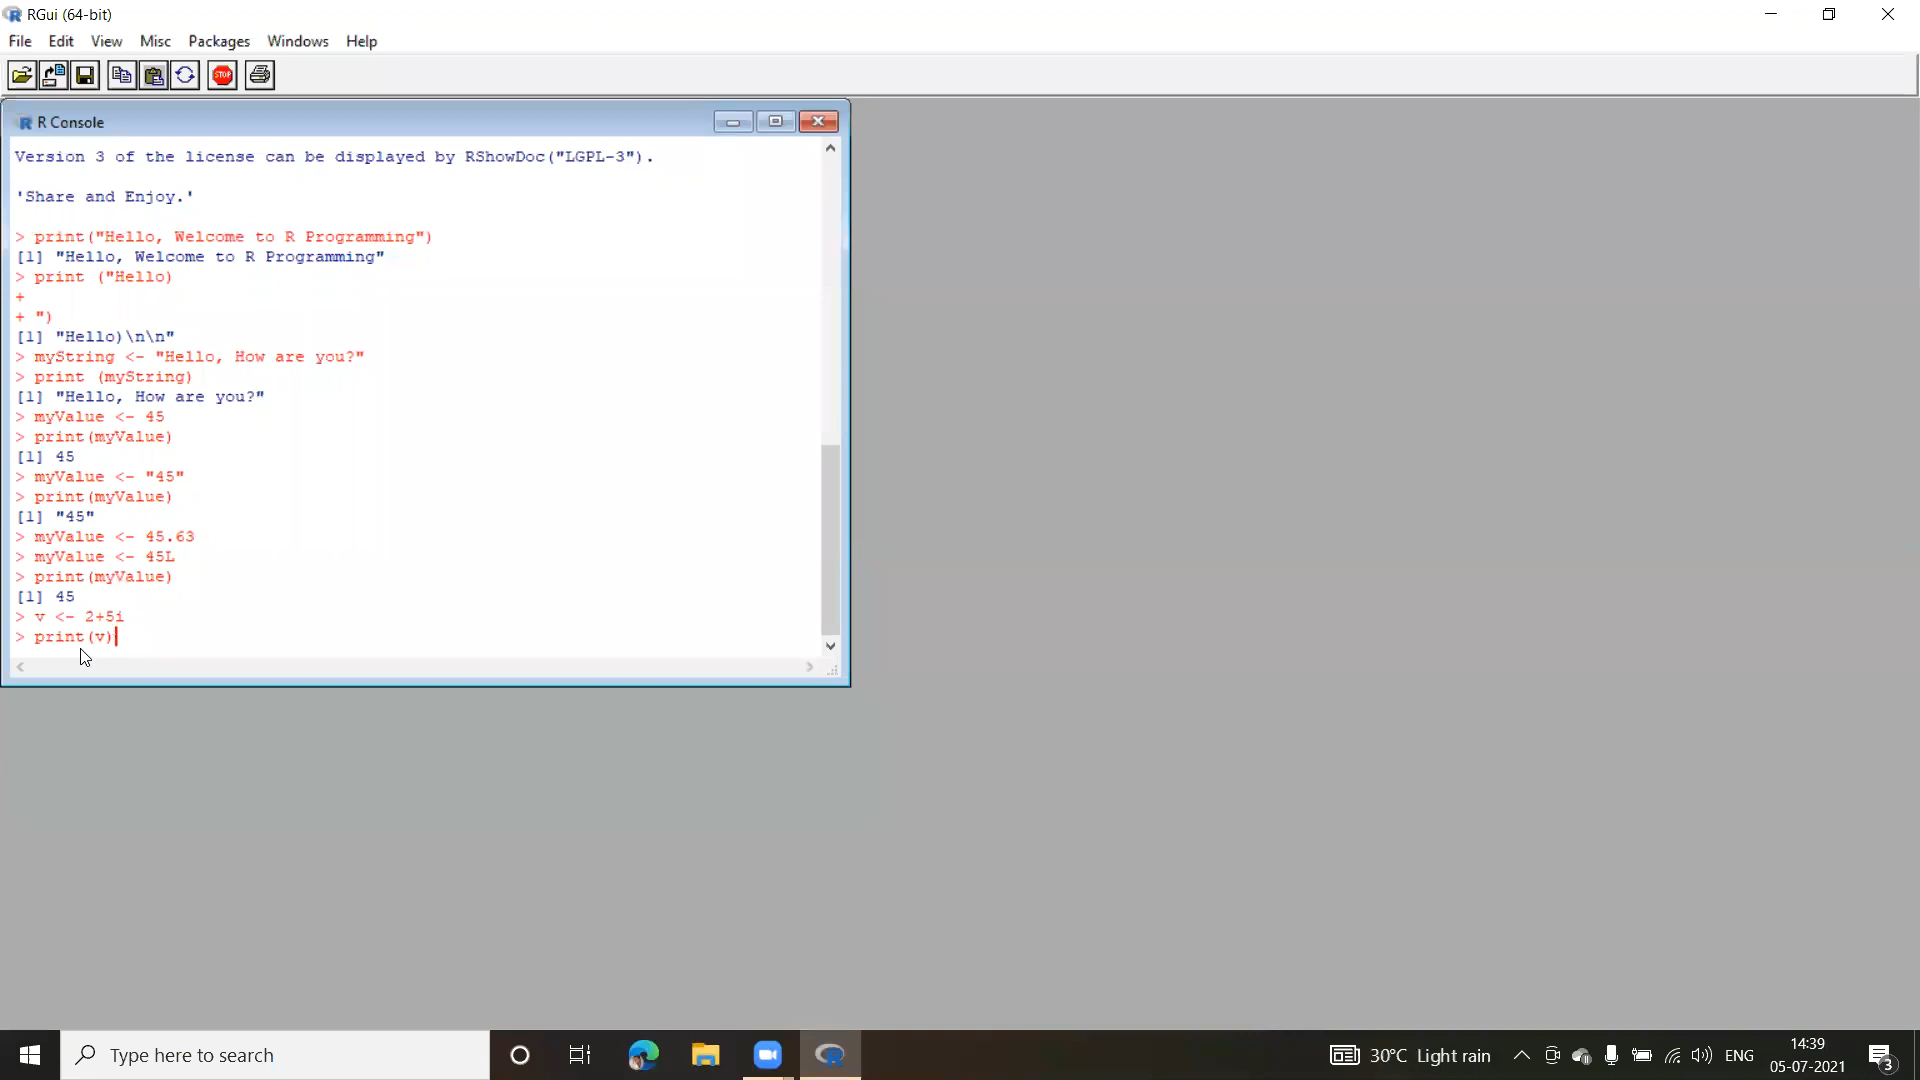 RGui (64-bit)
File Edit View Misc Packages Windows Help
STOP
R Console
Version 3 of the license can be displayed by RShowDoc("LGPL-3").
'Share and Enjoy.'
> print("Hello, Welcome to R Programming")
[1] "Hello, Welcome to R Programming"
> print ("Hello)
+
+ ")
[1] "Hello)\n\n"
> myString <- "Hello, How are you?"
> print (myString)
[1] "Hello, How are you?"
> myValue <- 45
> print(myValue)
[1] 45
> myValue <- "45"
> print(myValue)
[1] "45"
> myValue <- 45.63
> myValue <- 45L
> print(myValue)
[1] 45
> v <- 2+5i
> print(v)
Type here to search
30°C Light rain
ENG
14:39
05-07-2021
3